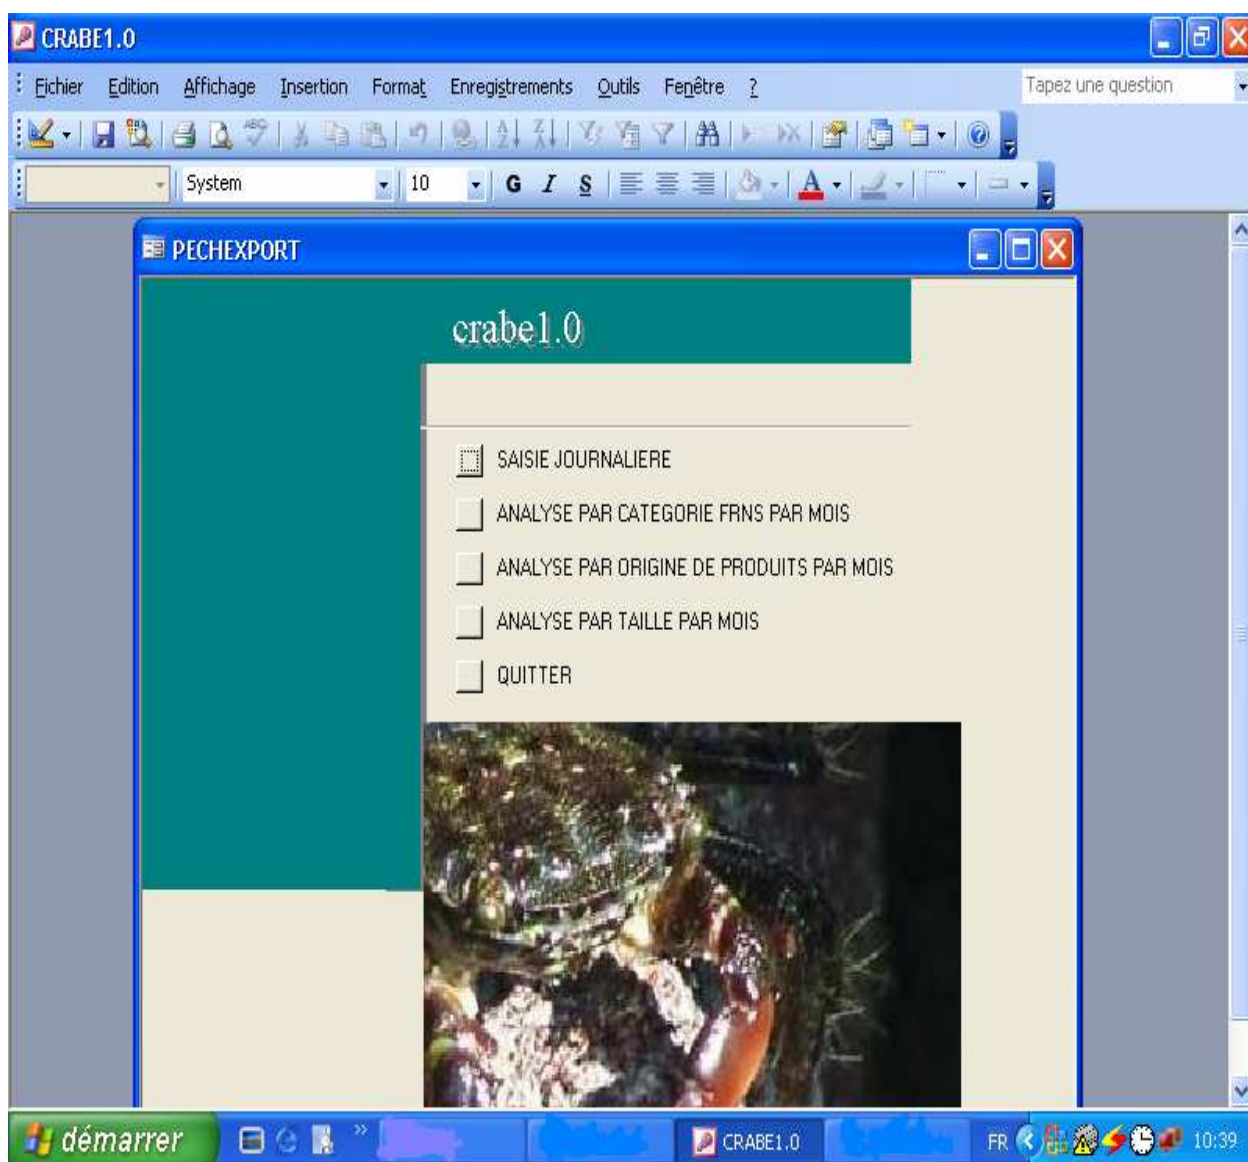 CRABE1.0
Fichier Edition Affichage Insertion Format Enregistrements Outils Fenêtre ? Tapez une question
System 10 G I S A
PECHEXPORT
crabe1.0
SAISIE JOURNALIERE
ANALYSE PAR CATEGORIE FRNS PAR MOIS
ANALYSE PAR ORIGINE DE PRODUITS PAR MOIS
ANALYSE PAR TAILLE PAR MOIS
QUITTER
démarrer CRABE1.0 FR 10:39